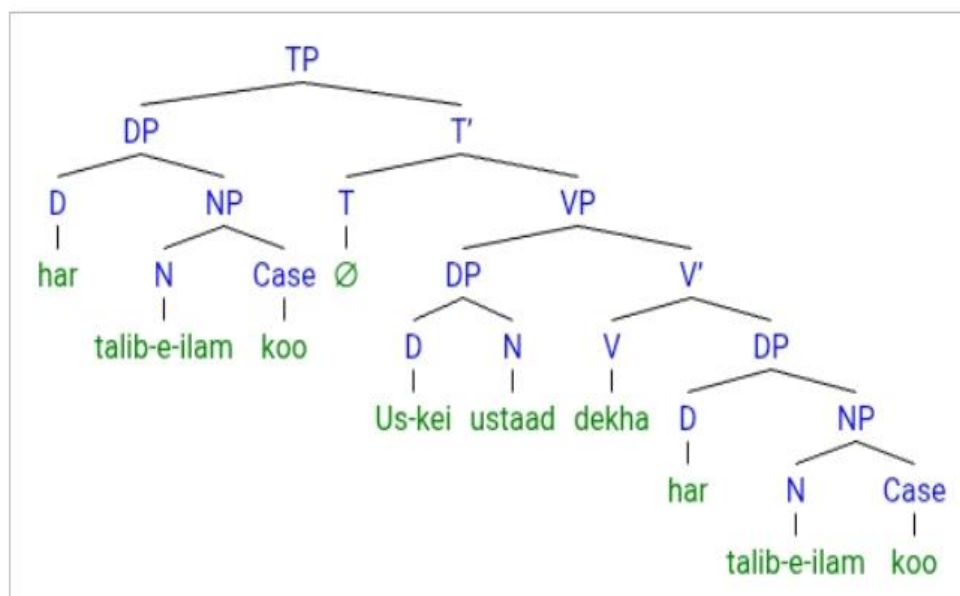 TP
DP T′
D NP T VP
har N Case Ø DP V′
talib-e-ilam koo D N V DP
Us-kei ustaad dekha D NP
har N Case
talib-e-ilam koo